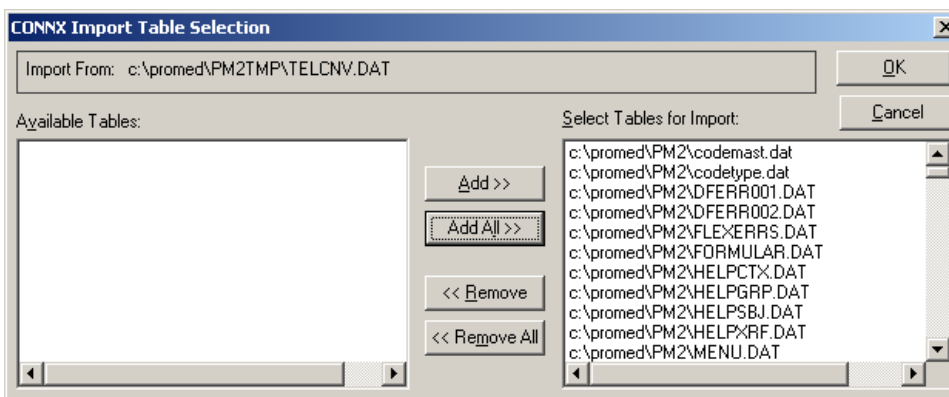 CONNX Import Table Selection
Import From: c:\promed\PM2TMP\TELCNV.DAT
OK
Cancel
Available Tables:
Select Tables for Import:
Add >>
Add All >>
<< Remove
<< Remove All
c:\promed\PM2\codemast.dat
c:\promed\PM2\codetype.dat
c:\promed\PM2\DFERR001.DAT
c:\promed\PM2\DFERR002.DAT
c:\promed\PM2\FLEXERRS.DAT
c:\promed\PM2\FORMULAR.DAT
c:\promed\PM2\HELPCTX.DAT
c:\promed\PM2\HELPGRP.DAT
c:\promed\PM2\HELPSBJ.DAT
c:\promed\PM2\HELPXRF.DAT
c:\promed\PM2\MENU.DAT